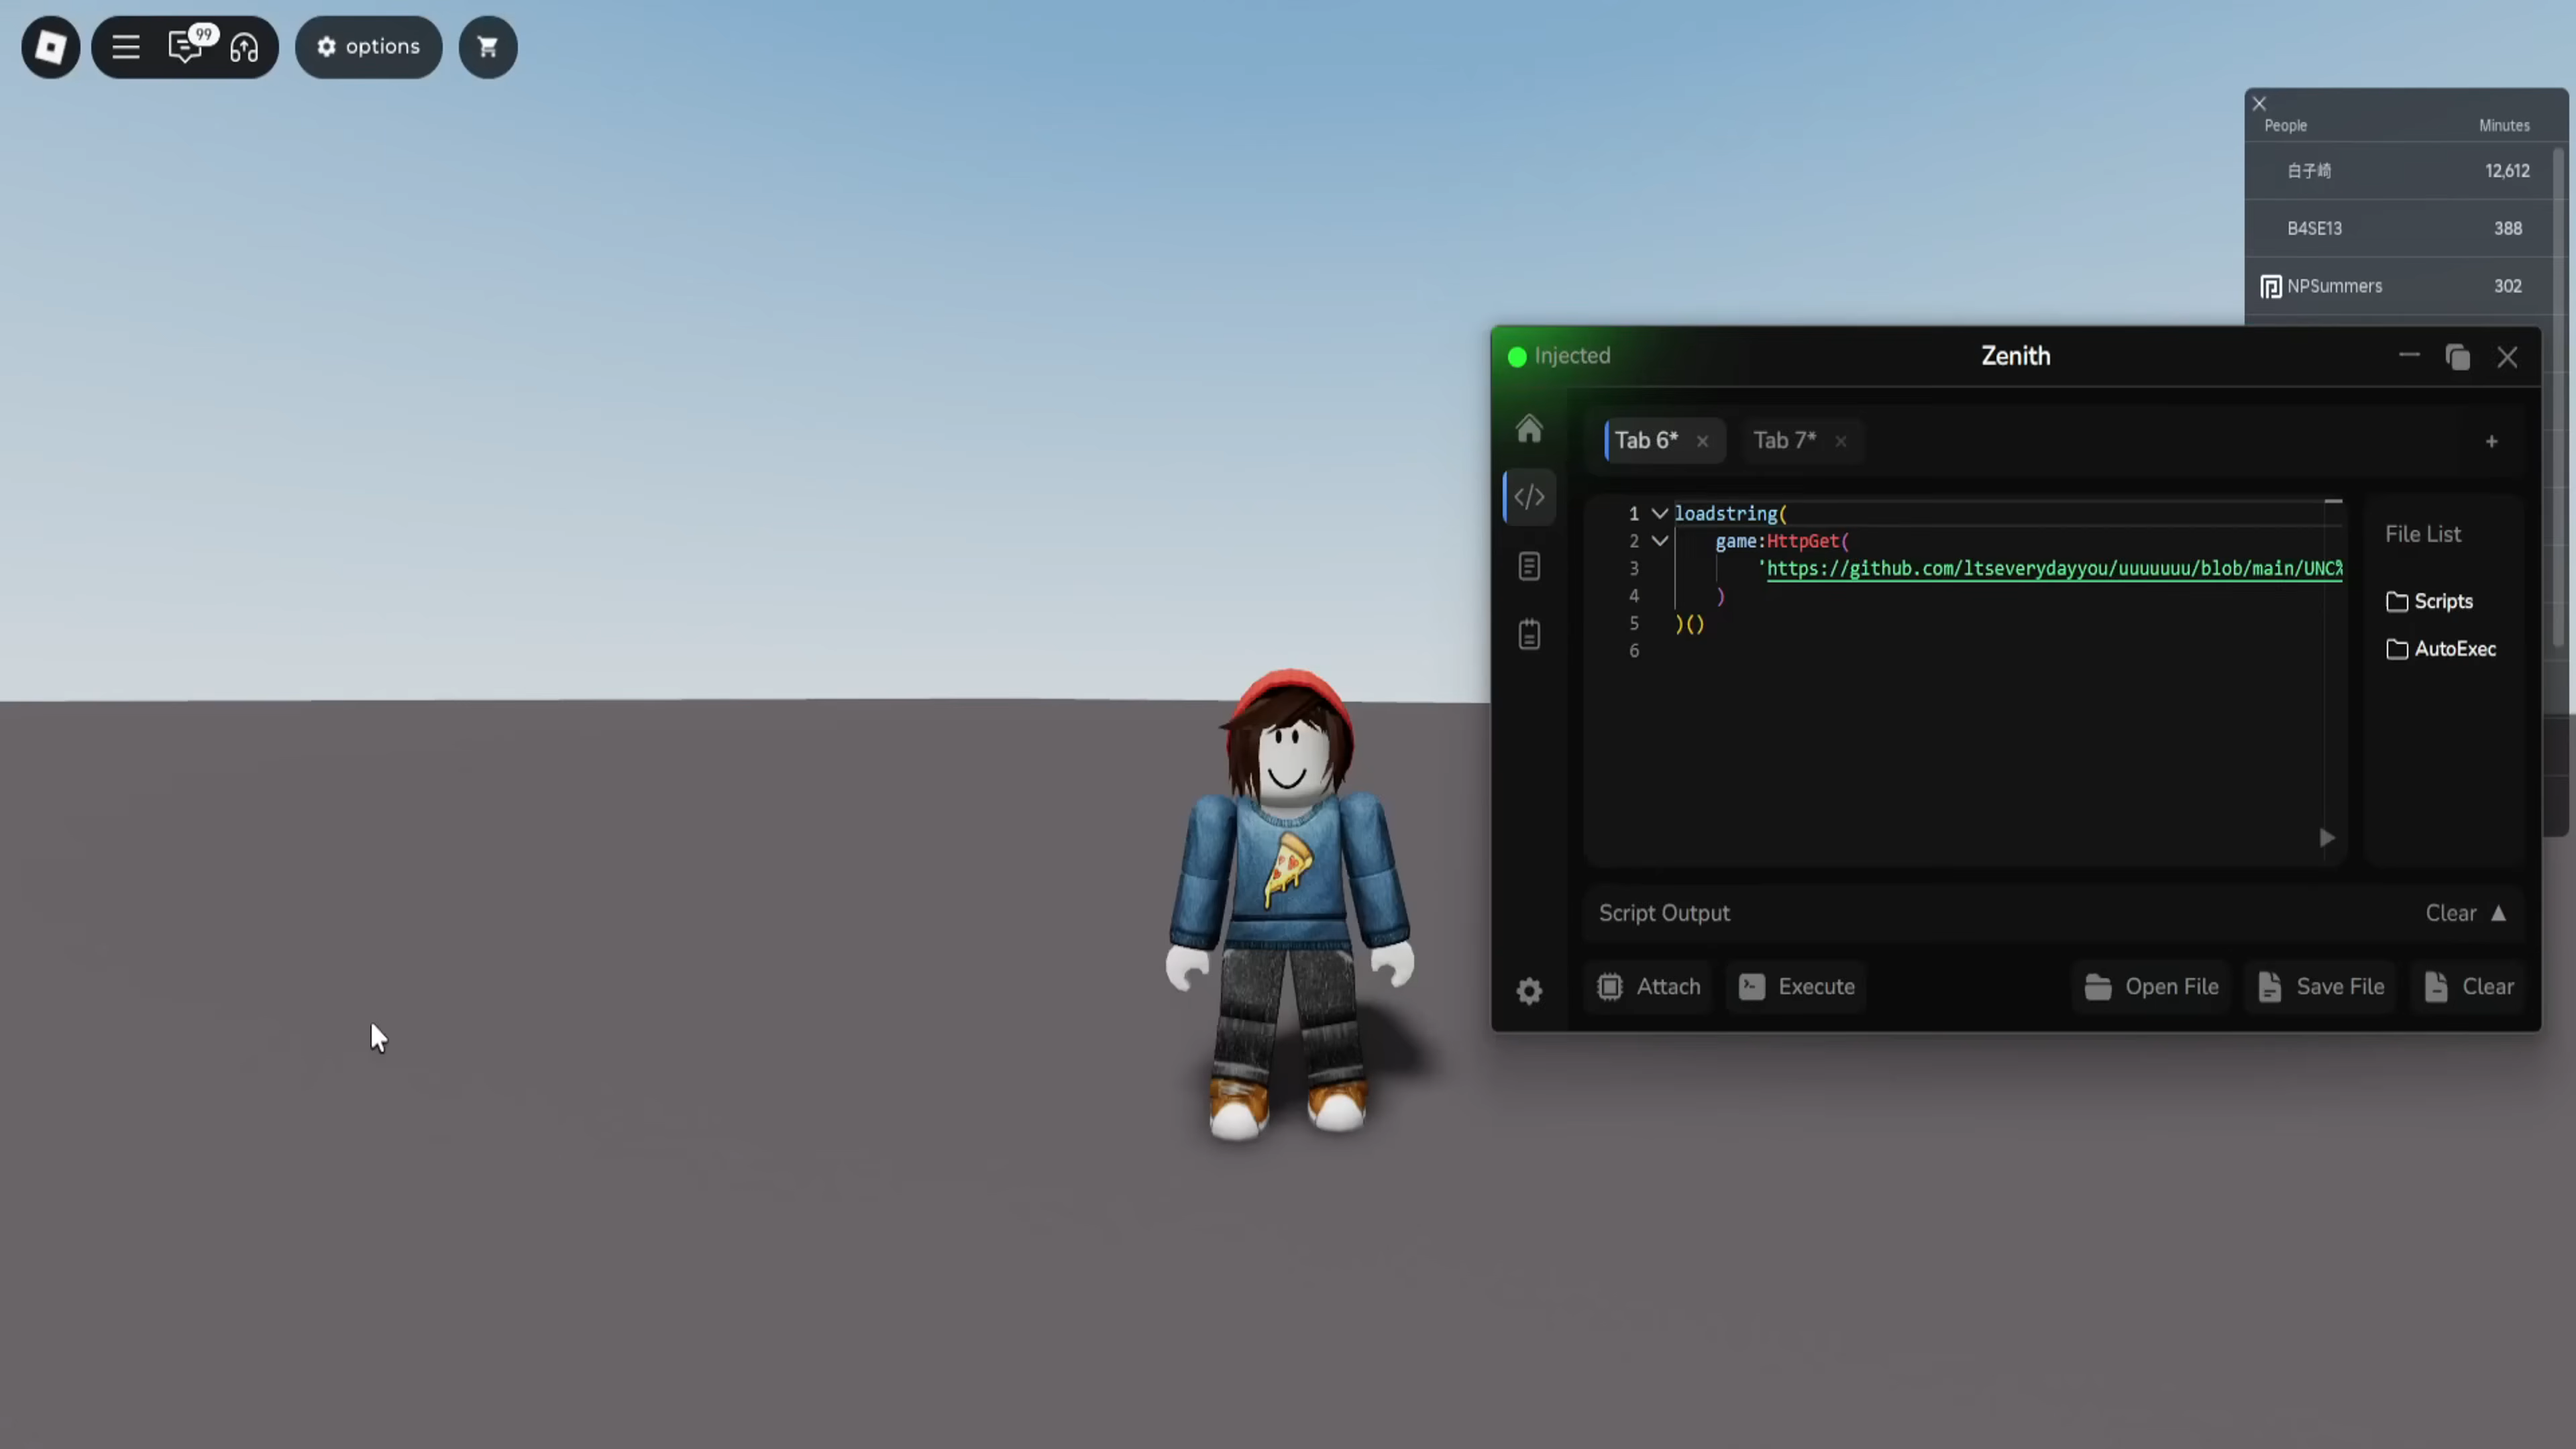 99
options
People Minutes
白子崎 12,612
B4SE13 388
NPSummers 302
Injected
Zenith
Tab 6*
Tab 7*
1 loadstring(
2 game:HttpGet(
3 'https://github.com/ltseverydayyou/uuuuuuu/blob/main/UNC%
4 )
5 )()
6
File List
Scripts
AutoExec
Script Output
Clear
Attach
Execute
Open File
Save File
Clear